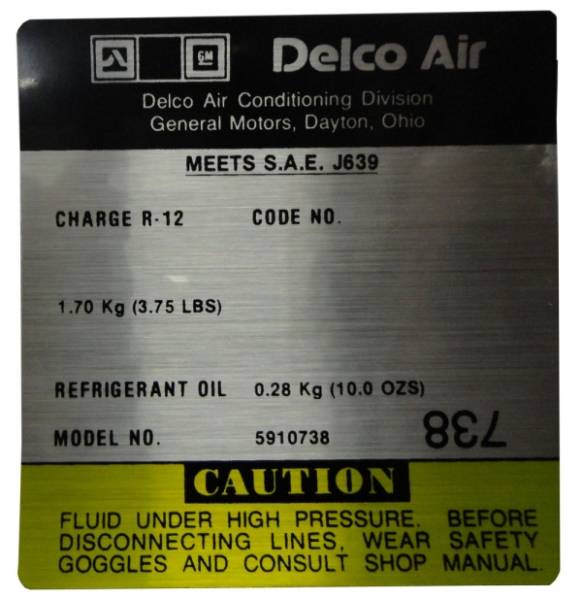 GM Delco Air
Delco Air Conditioning Division
General Motors, Dayton, Ohio
MEETS S.A.E. J639
CHARGE R-12 CODE NO.
1.70 Kg (3.75 LBS)
REFRIGERANT OIL 0.28 Kg (10.0 OZS)
738
MODEL NO. 5910738
CAUTION
FLUID UNDER HIGH PRESSURE. BEFORE
DISCONNECTING LINES, WEAR SAFETY
GOGGLES AND CONSULT SHOP MANUAL.